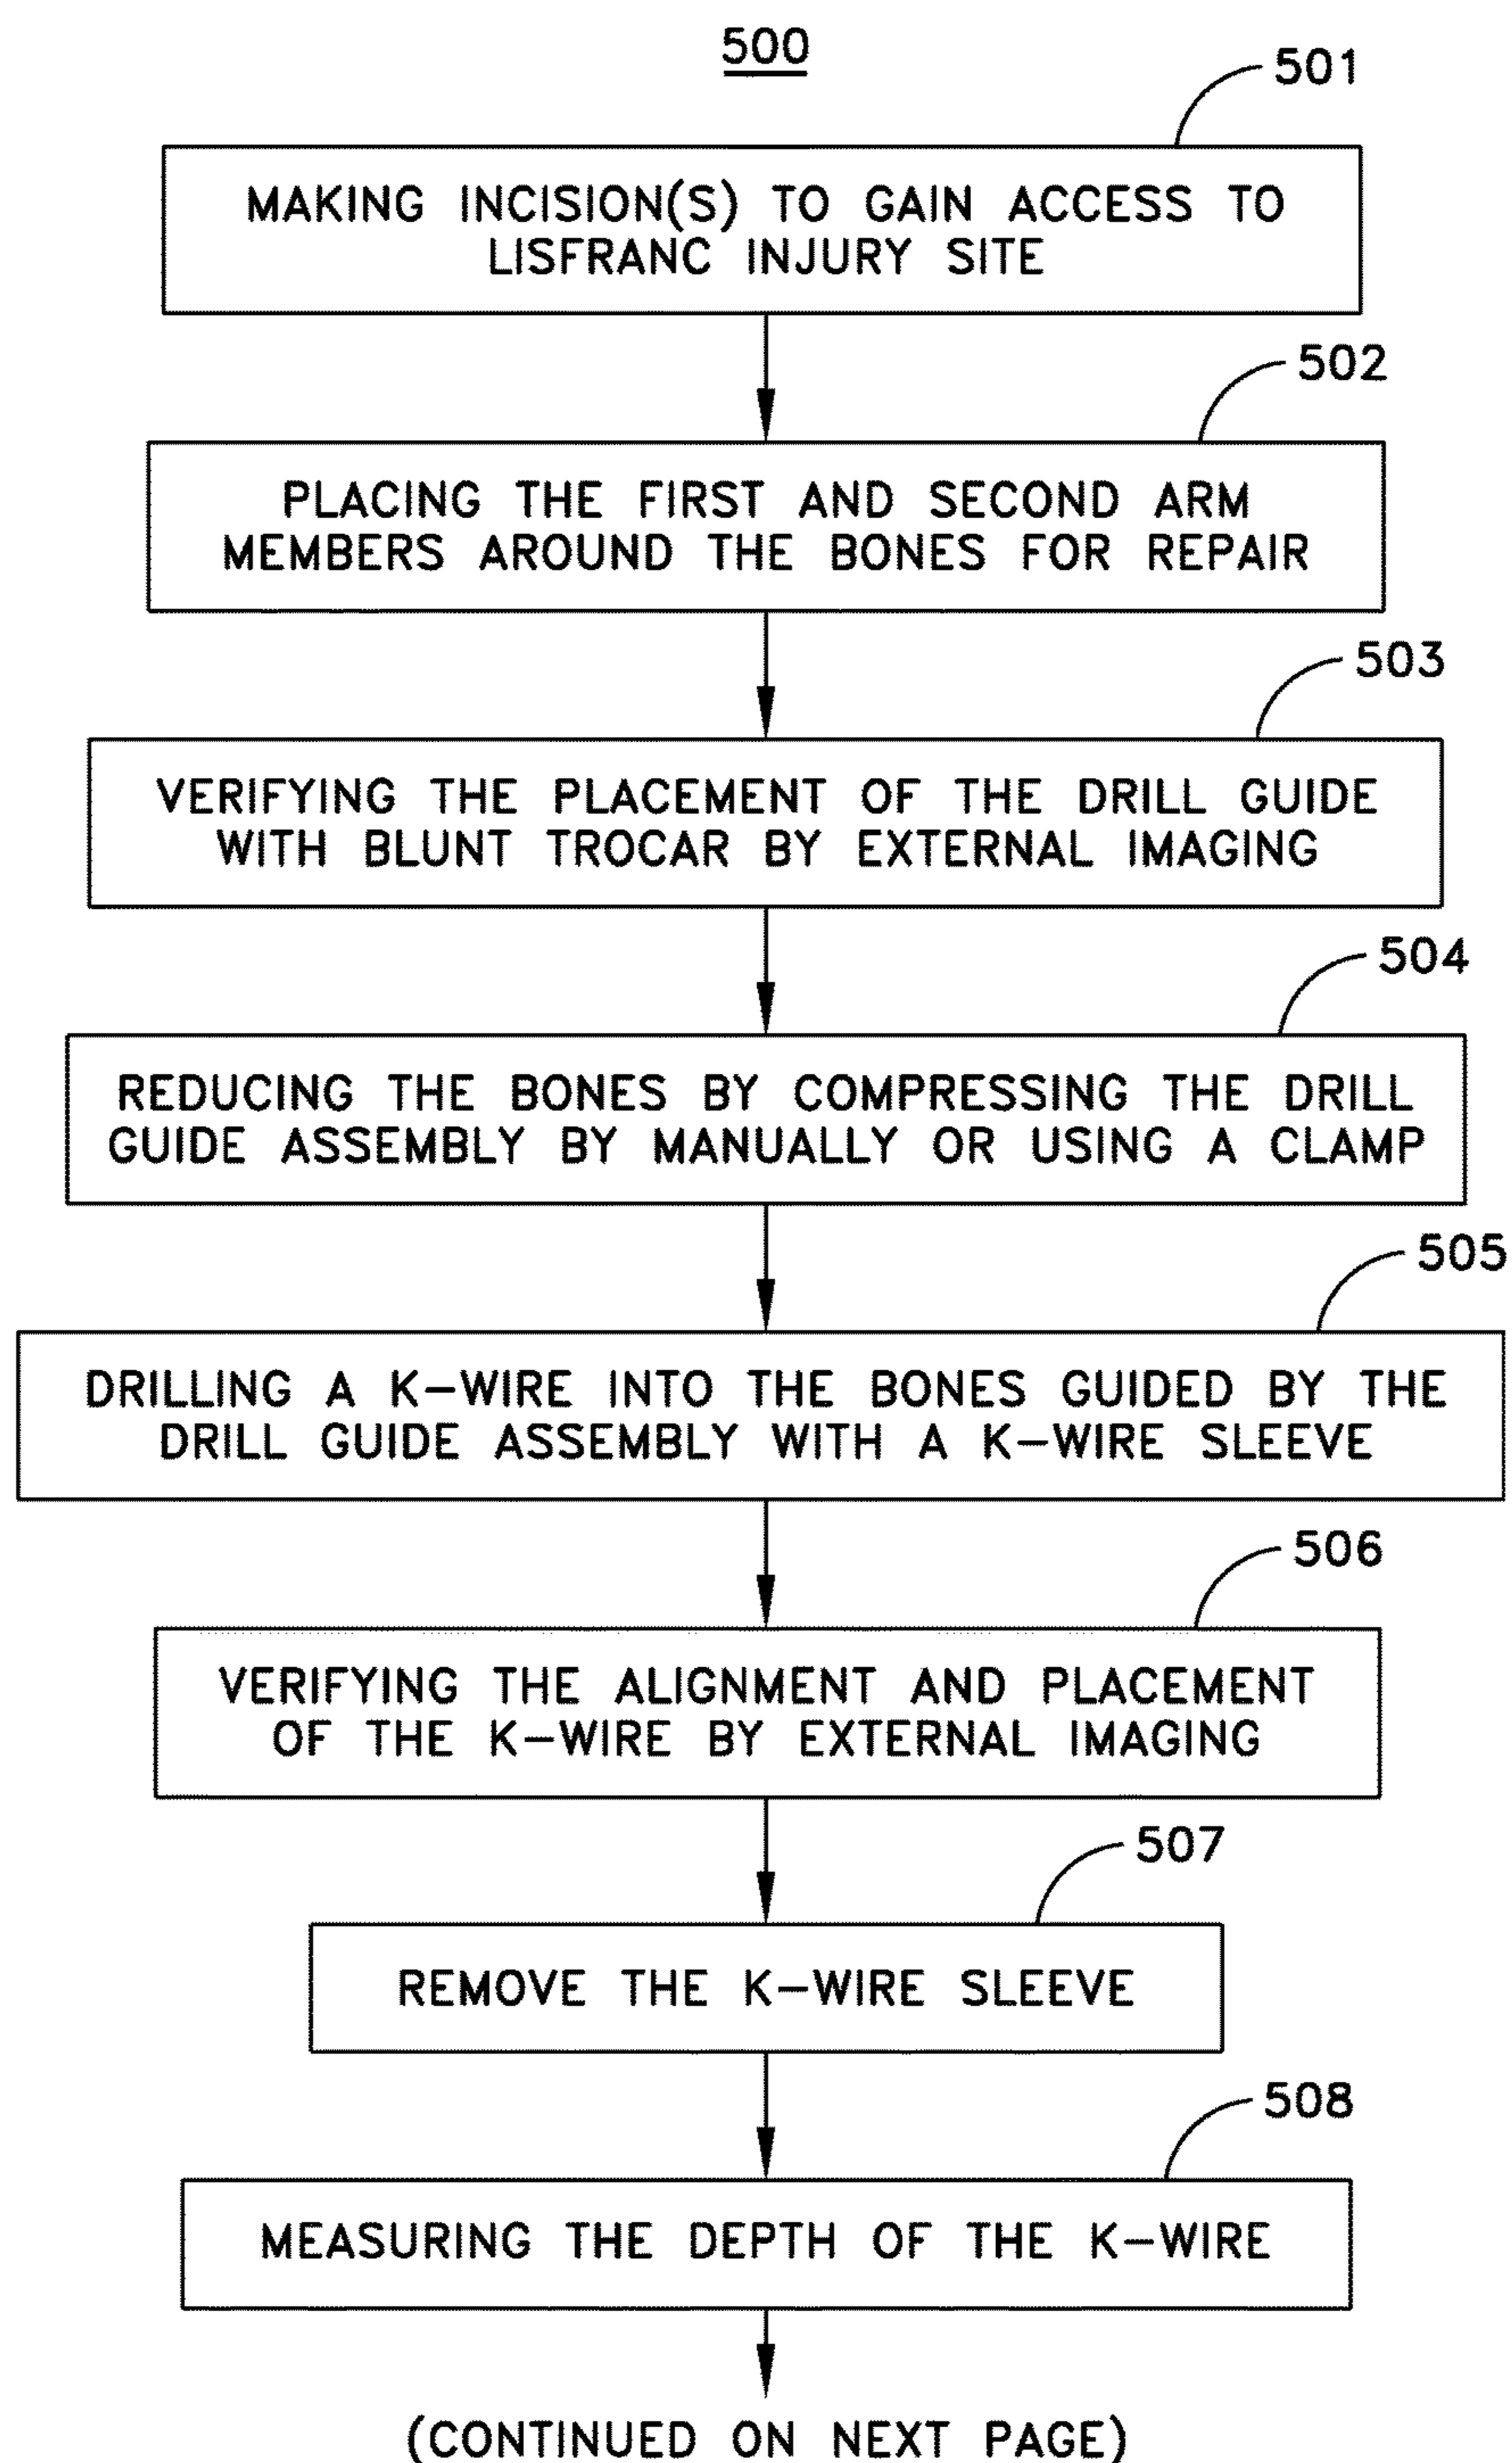 500
501
MAKING INCISION(S) TO GAIN ACCESS TO
LISFRANC INJURY SITE
502
PLACING THE FIRST AND SECOND ARM
MEMBERS AROUND THE BONES FOR REPAIR
503
VERIFYING THE PLACEMENT OF THE DRILL GUIDE
WITH BLUNT TROCAR BY EXTERNAL IMAGING
504
REDUCING THE BONES BY COMPRESSING THE DRILL
GUIDE ASSEMBLY BY MANUALLY OR USING A CLAMP
505
DRILLING A K-WIRE INTO THE BONES GUIDED BY THE
DRILL GUIDE ASSEMBLY WITH A K-WIRE SLEEVE
506
VERIFYING THE ALIGNMENT AND PLACEMENT
OF THE K-WIRE BY EXTERNAL IMAGING
507
REMOVE THE K-WIRE SLEEVE
508
MEASURING THE DEPTH OF THE K-WIRE
(CONTINUED ON NEXT PAGE)